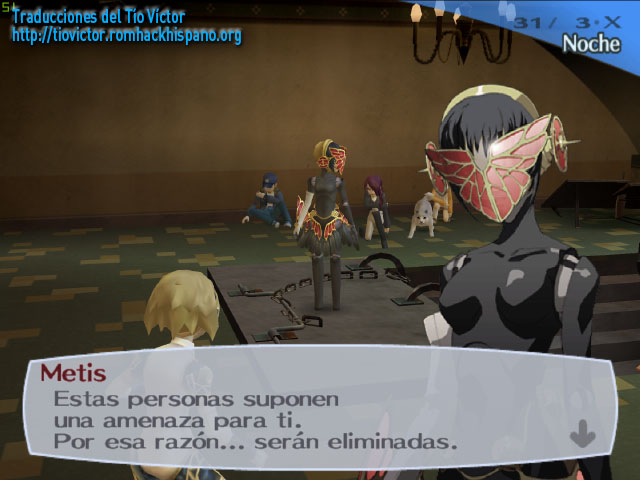 Traducciones del Tío Víctor
http://tiovictor.romhackhispano.org
31/ 3·X
Noche
Metis
Estas personas suponen
una amenaza para ti.
Por esa razón... serán eliminadas.